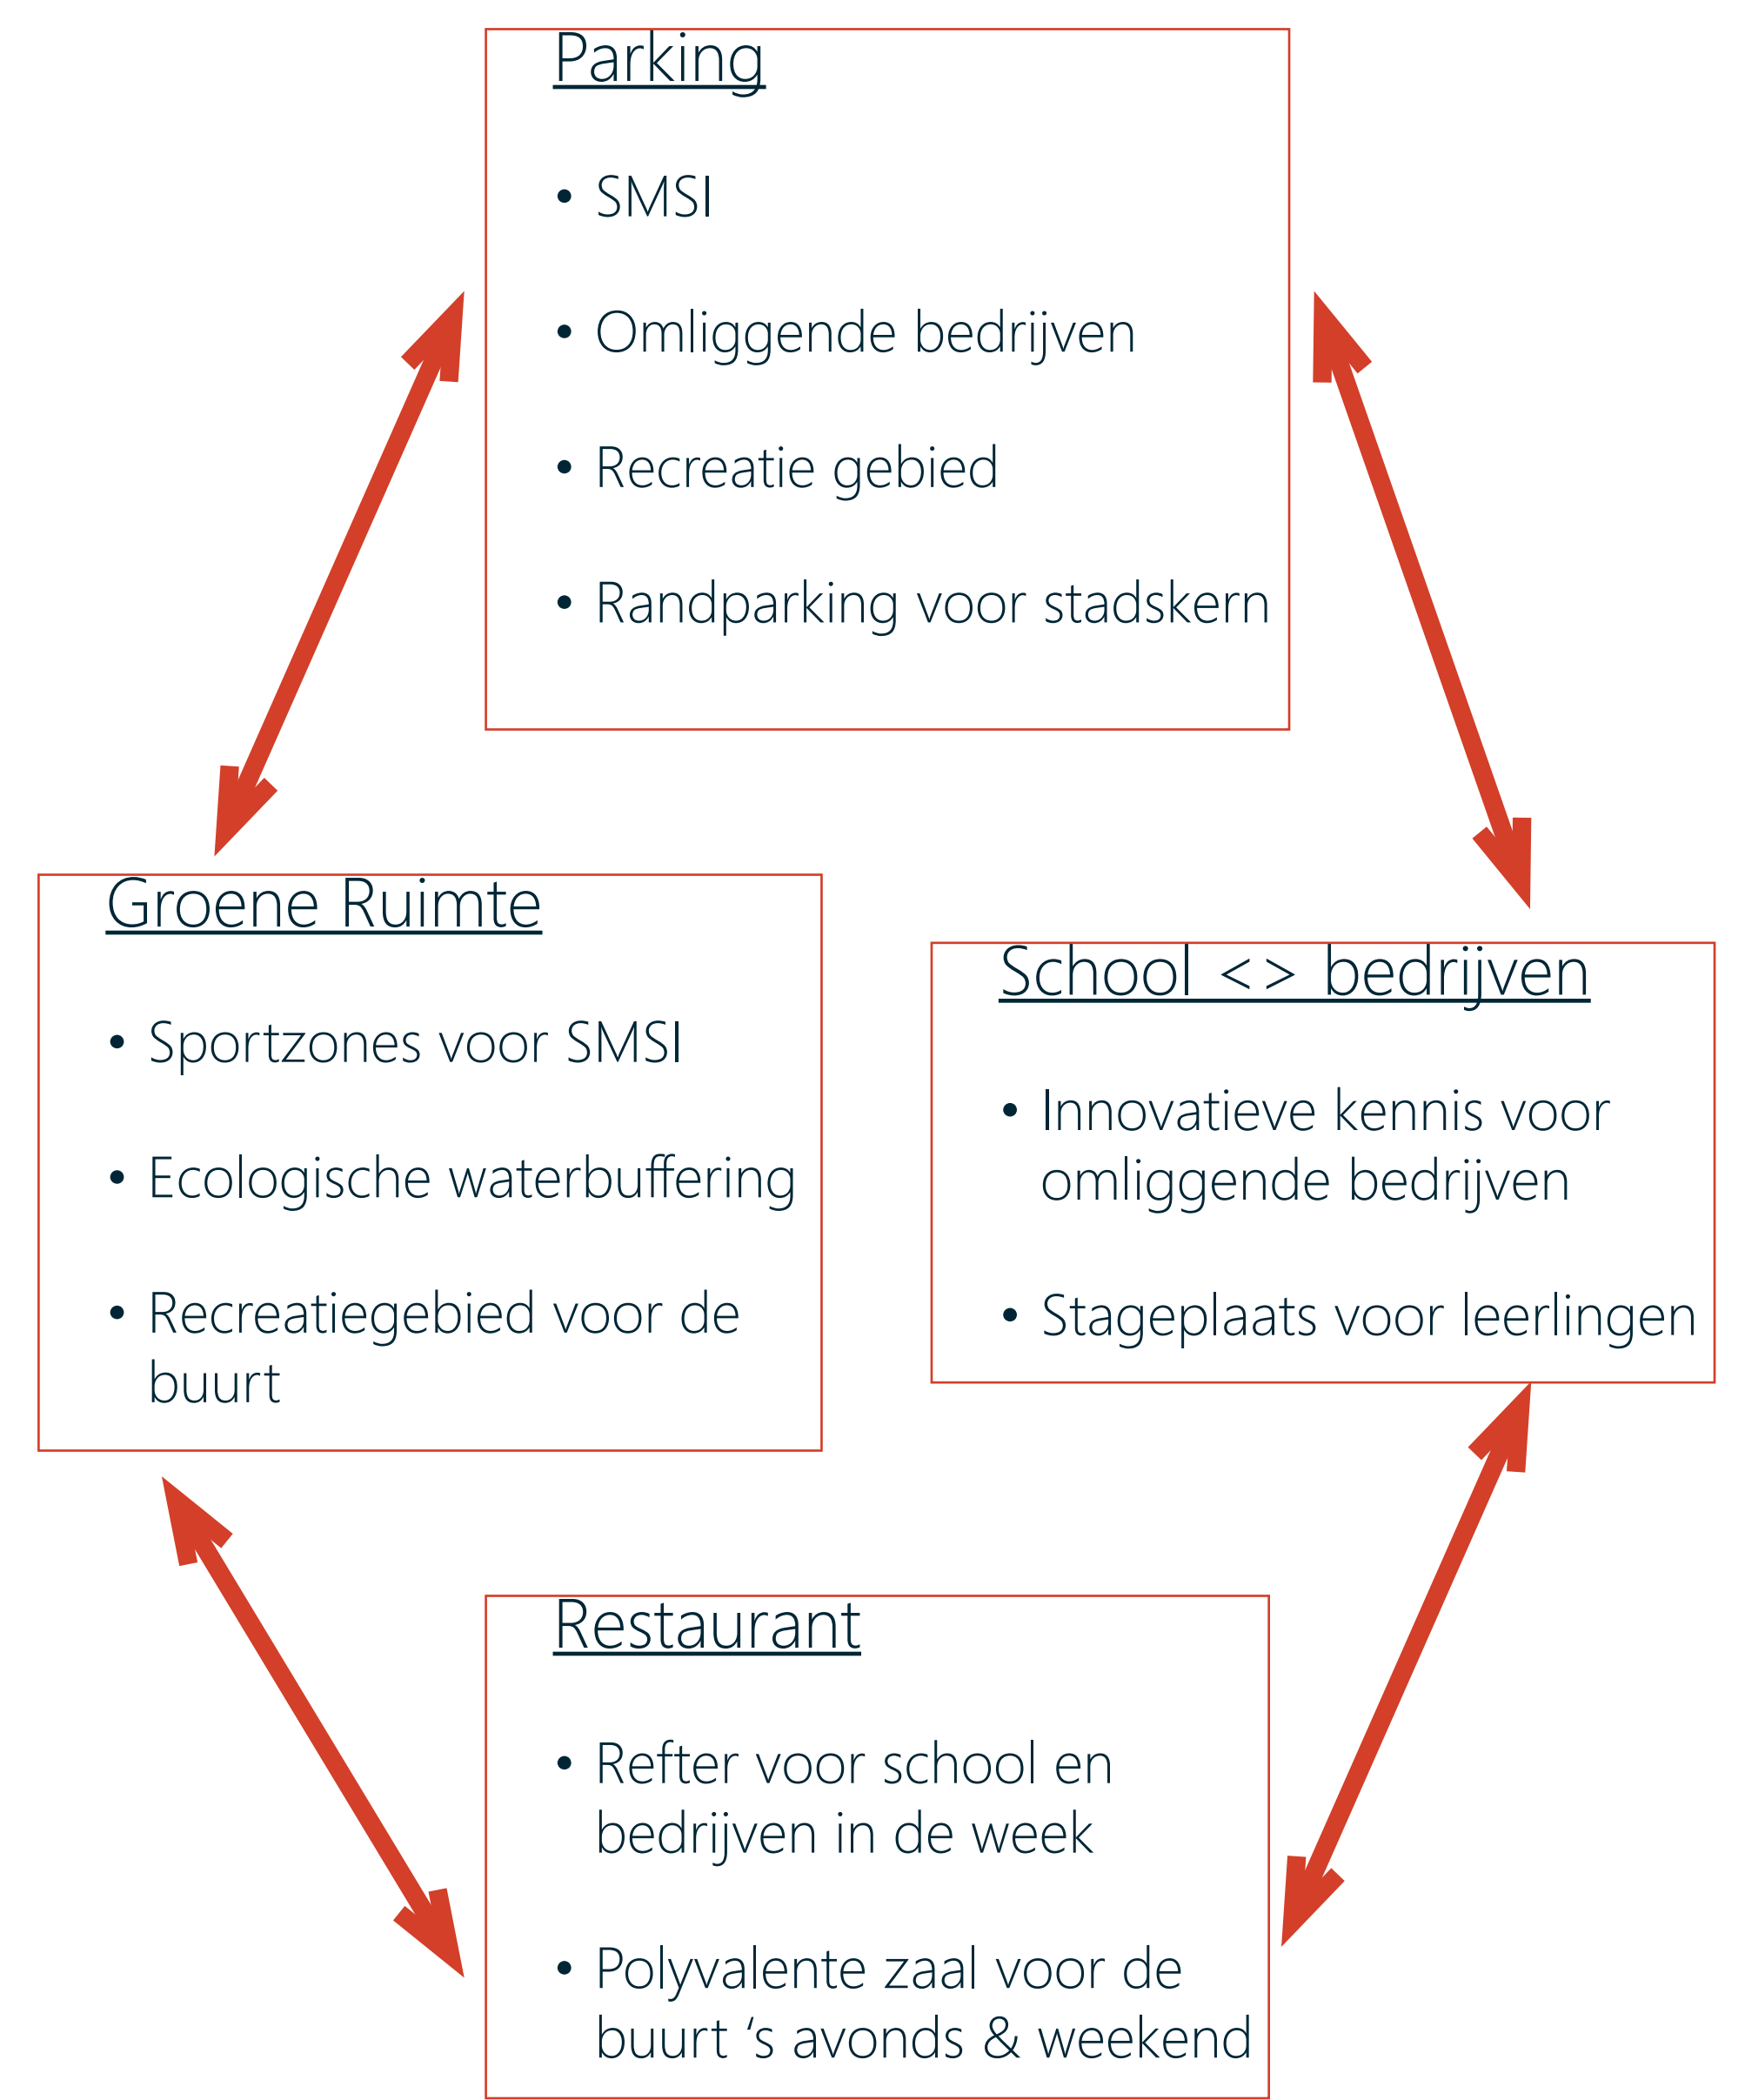 Parking
• SMSI
• Omliggende bedrijven
• Recreatie gebied
• Randparking voor stadskern
Groene Ruimte
• Sportzones voor SMSI
• Ecologische waterbuffering
• Recreatiegebied voor de
buurt
School <> bedrijven
• Innovatieve kennis voor
omliggende bedrijven
• Stageplaats voor leerlingen
Restaurant
• Refter voor school en
bedrijven in de week
• Polyvalente zaal voor de
buurt ‘s avonds & weekend